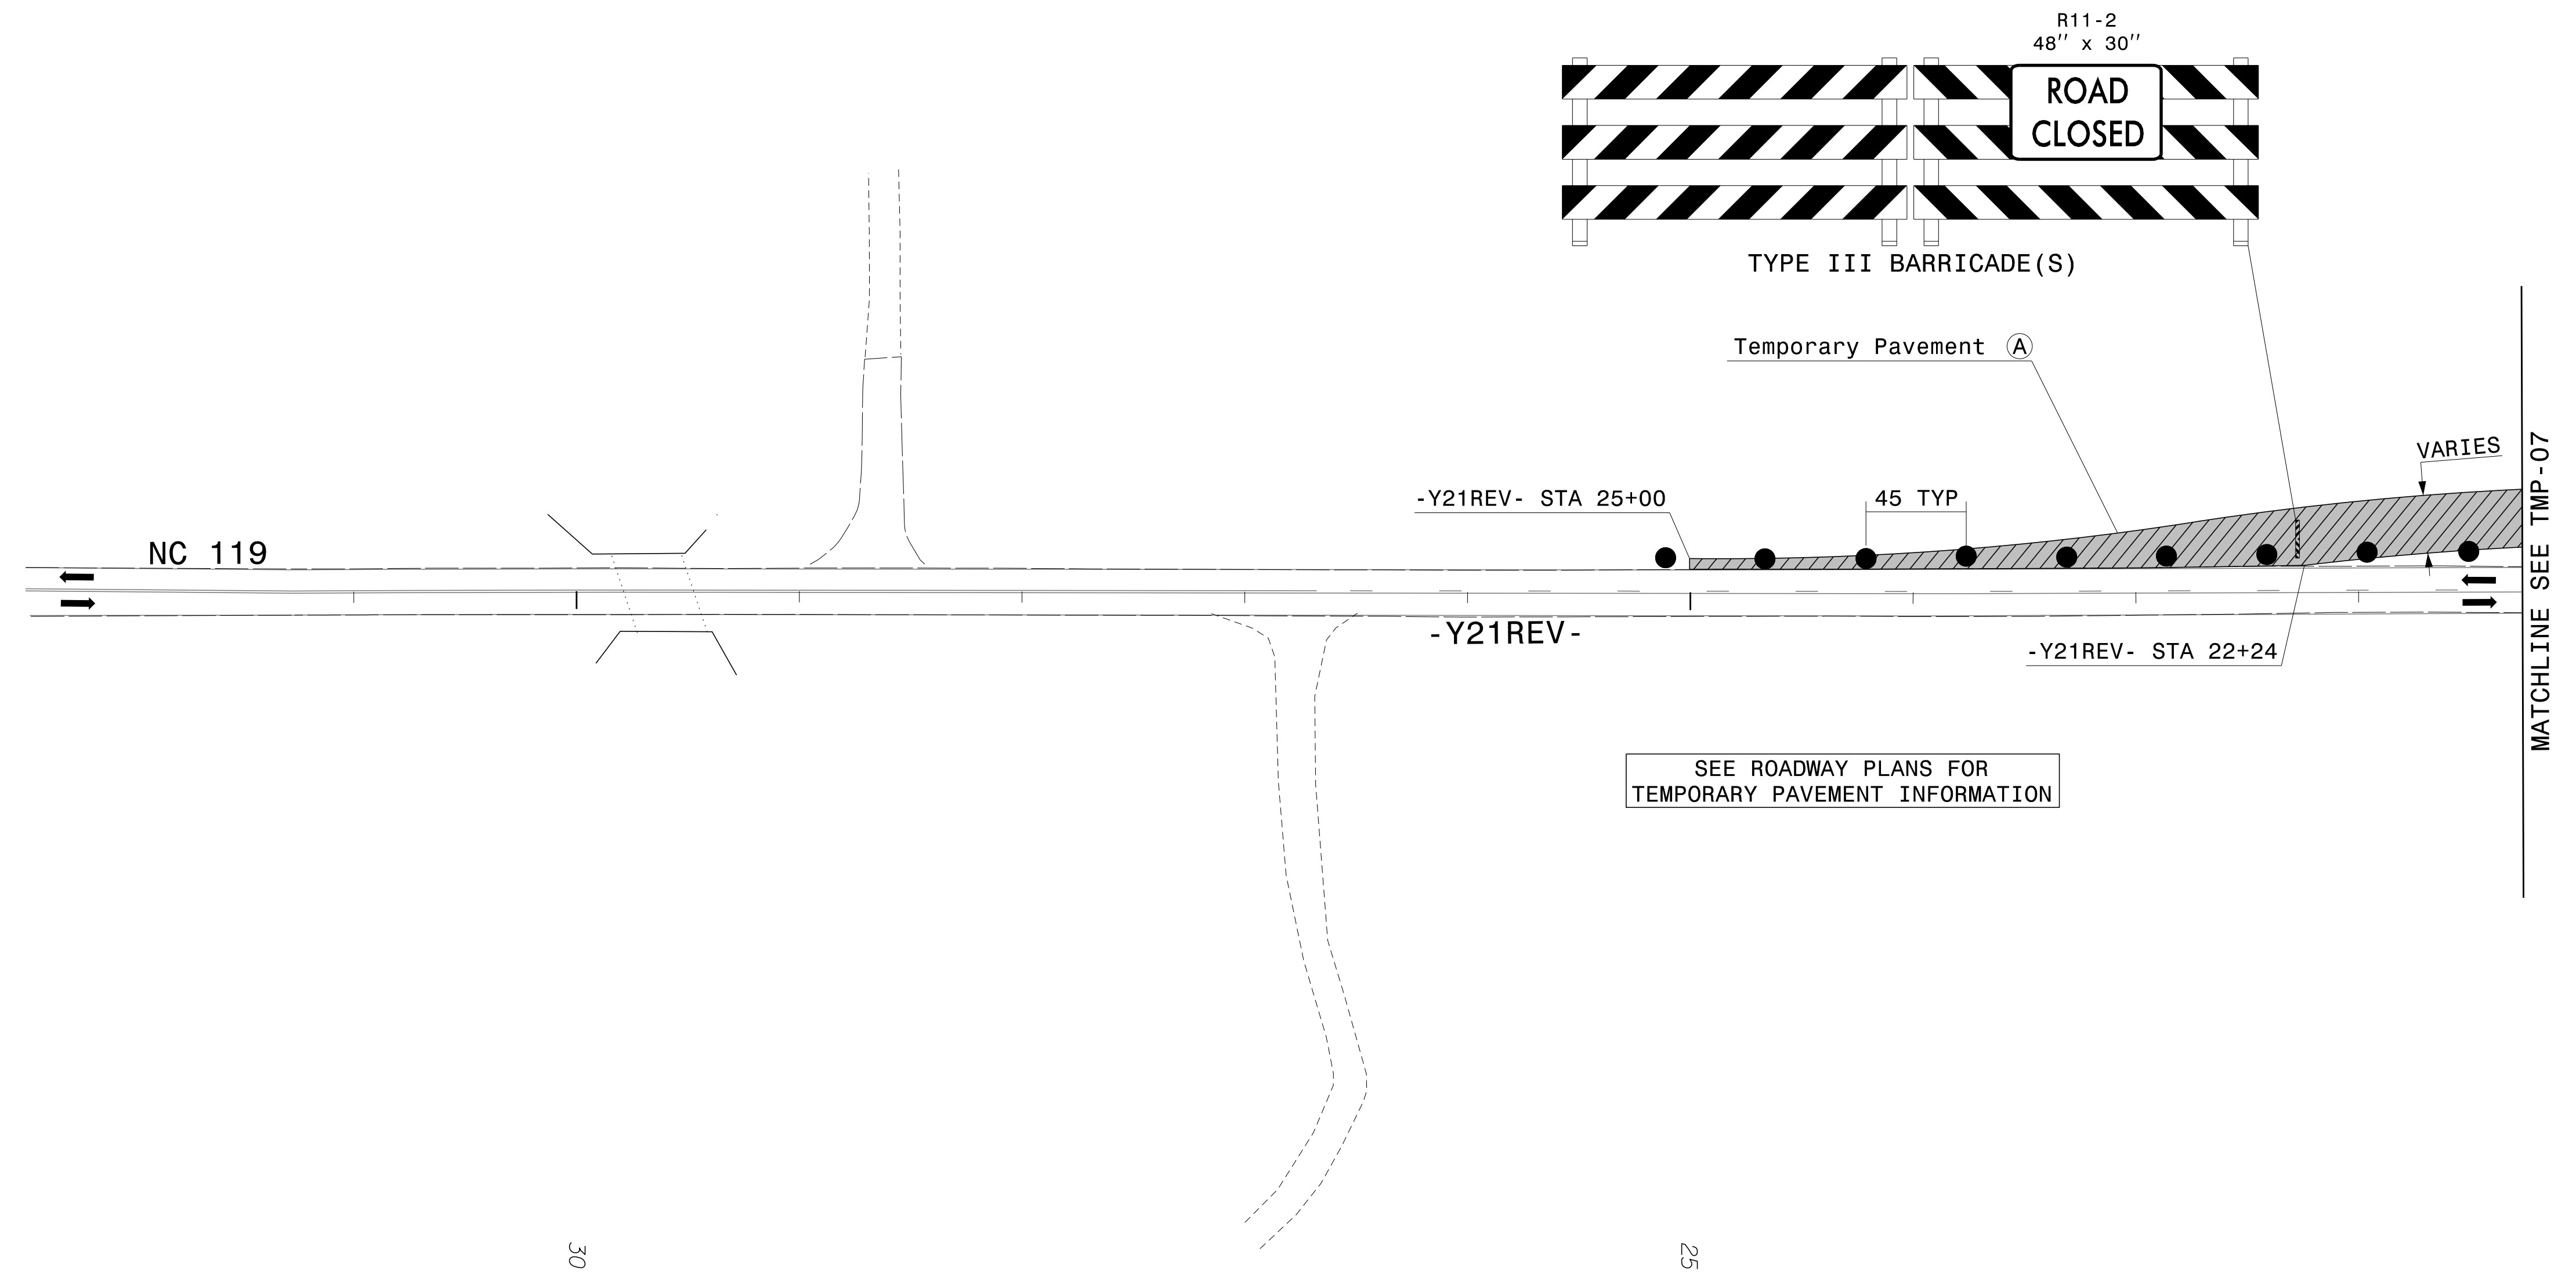 R11-2
48'' x 30''
ROAD
CLOSED
TYPE III BARRICADE(S)
Temporary Pavement A
VARIES
-Y21REV- STA 25+00
45 TYP
NC 119
-Y21REV-
-Y21REV- STA 22+24
MATCHLINE SEE TMP-07
SEE ROADWAY PLANS FOR
TEMPORARY PAVEMENT INFORMATION
30
25